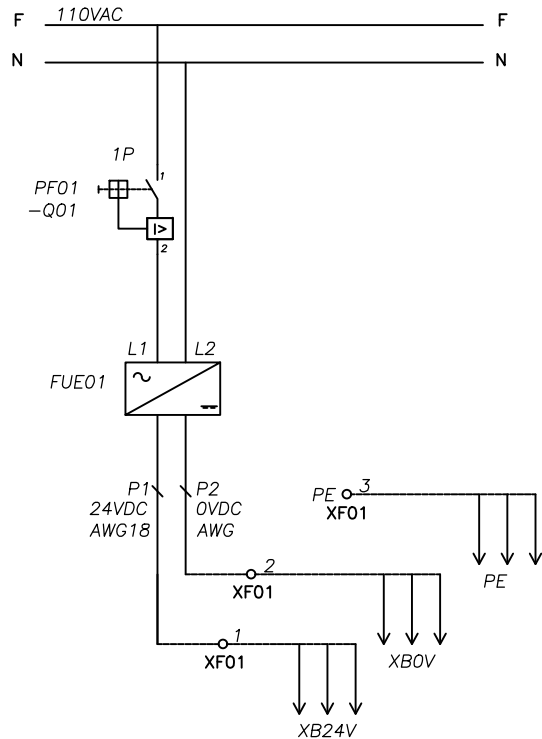 F 110VAC F
N N
1P
1
PF01
-Q01
I>
2
L1 L2
FUE01
P1 P2
24VDC 0VDC
AWG18 AWG
PE 3
XF01
PE
2
XF01
XB0V
1
XF01
XB24V